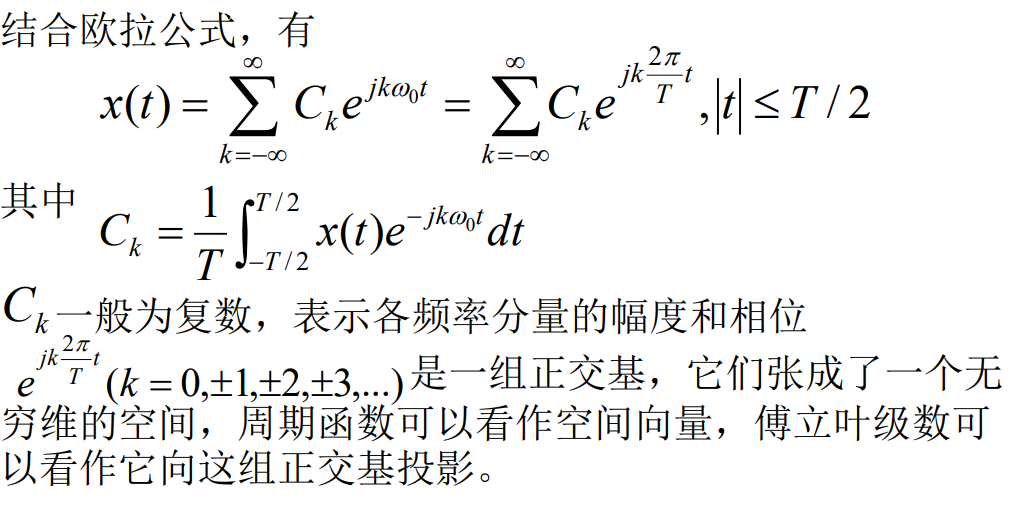 结合欧拉公式，有
x(t) = ∑_{k=-∞}^{∞} C_k e^{jkω_0 t} = ∑_{k=-∞}^{∞} C_k e^{jk\frac{2π}{T}t}, |t| ≤ T / 2
其中 C_k = \frac{1}{T} ∫_{-T/2}^{T/2} x(t)e^{-jkω_0 t} dt
C_k 一般为复数，表示各频率分量的幅度和相位
e^{jk\frac{2π}{T}t} (k = 0,±1,±2,±3,...) 是一组正交基，它们张成了一个无
穷维的空间，周期函数可以看作空间向量，傅立叶级数可
以看作它向这组正交基投影。